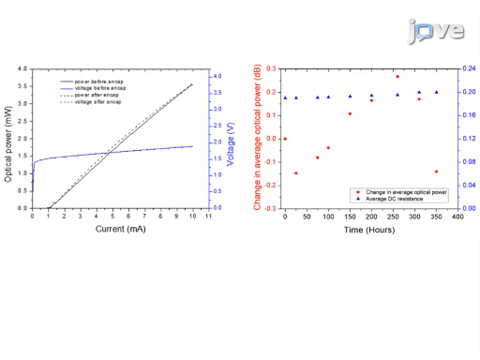 jove
4.0
3.5
3.0
2.5
2.0
1.5
1.0
0.5
0.0
Optical power (mW)
power before encap
voltage before encap
power after encap
voltage after encap
4.0
3.5
3.0
2.5
2.0
1.5
1.0
0.5
0.0
Voltage (V)
0 1 2 3 4 5 6 7 8 9 10 11
Current (mA)
0.3
0.2
0.1
0.0
-0.1
-0.2
-0.3
Change in average optical power (dB)
Change in average optical power
Average DC resistance
0.24
0.20
0.16
0.12
0.08
0.04
0.00
0 50 100 150 200 250 300 350 400
Time (Hours)